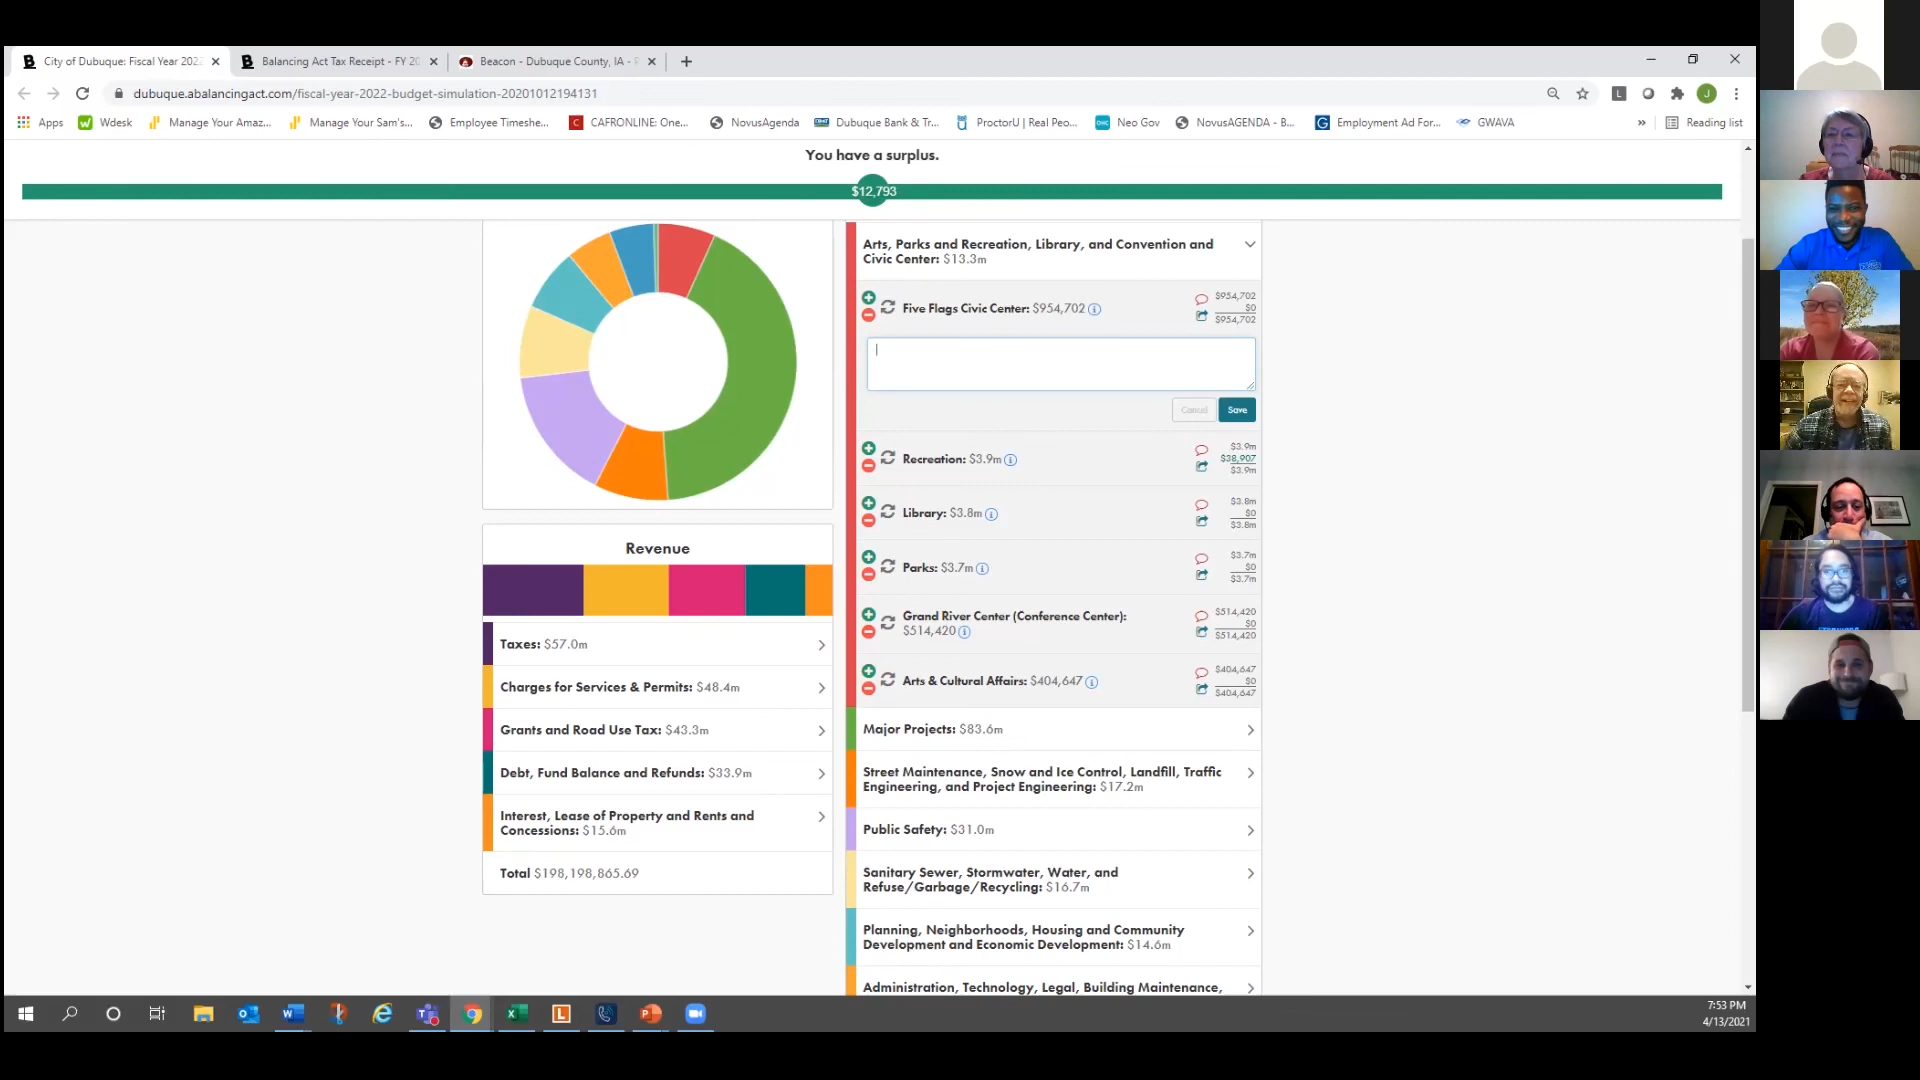 City of Dubuque: Fiscal Year 2022
Balancing Act Tax Receipt - FY 20
Beacon - Dubuque County, IA -
dubuque.abalancingact.com/fiscal-year-2022-budget-simulation-20201012194131
L
J
Apps
Wdesk
Manage Your Amaz...
Manage Your Sam's...
Employee Timeshe...
CAFRONLINE: One...
NovusAgenda
Dubuque Bank & Tr...
ProctorU | Real Peo...
Neo Gov
NovusAGENDA - B...
Employment Ad For...
GWAVA
»
Reading list
You have a surplus.
$12,793
Arts, Parks and Recreation, Library, and Convention and
Civic Center: $13.3m
Five Flags Civic Center: $954,702
$954,702
$0
$954,702
Cancel
Save
Recreation: $3.9m
$3.9m
$38,907
$3.9m
Library: $3.8m
$3.8m
$0
$3.8m
Parks: $3.7m
$3.7m
$0
$3.7m
Grand River Center (Conference Center):
$514,420
$514,420
$0
$514,420
Arts & Cultural Affairs: $404,647
$404,647
$0
$404,647
Major Projects: $83.6m
Street Maintenance, Snow and Ice Control, Landfill, Traffic
Engineering, and Project Engineering: $17.2m
Public Safety: $31.0m
Sanitary Sewer, Stormwater, Water, and
Refuse/Garbage/Recycling: $16.7m
Planning, Neighborhoods, Housing and Community
Development and Economic Development: $14.6m
Administration, Technology, Legal, Building Maintenance,
Revenue
Taxes: $57.0m
Charges for Services & Permits: $48.4m
Grants and Road Use Tax: $43.3m
Debt, Fund Balance and Refunds: $33.9m
Interest, Lease of Property and Rents and
Concessions: $15.6m
Total $198,198,865.69
7:53 PM
4/13/2021